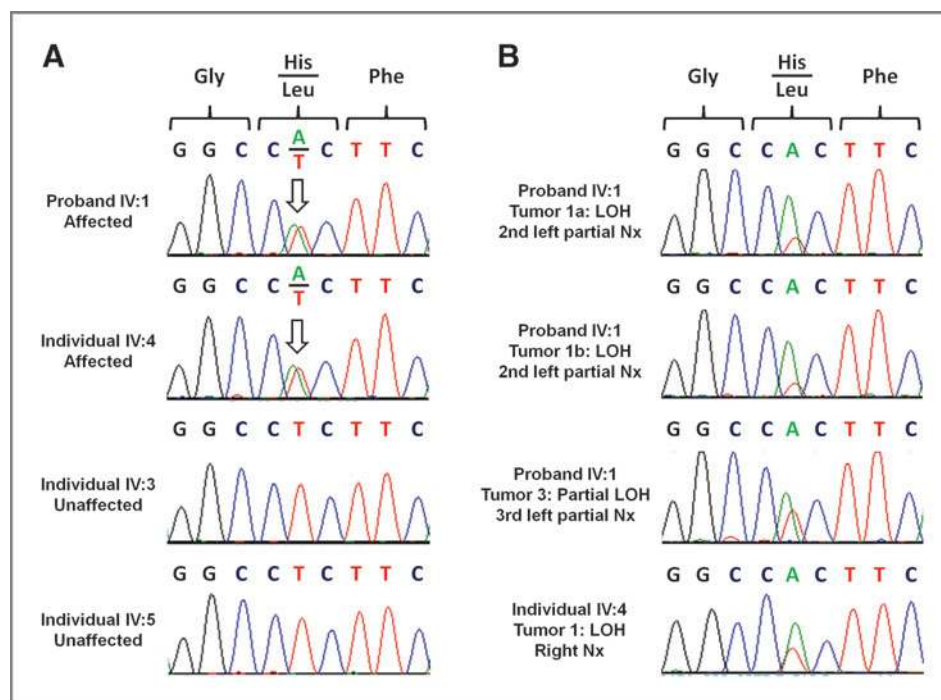 A
Gly
His
Leu
Phe
G G C C A C T T C
T
Proband IV:1
Affected
G G C C A C T T C
T
Individual IV:4
Affected
G G C C T C T T C
Individual IV:3
Unaffected
G G C C T C T T C
Individual IV:5
Unaffected
B
Gly
His
Leu
Phe
G G C C A C T T C
Proband IV:1
Tumor 1a: LOH
2nd left partial Nx
G G C C A C T T C
Proband IV:1
Tumor 1b: LOH
2nd left partial Nx
G G C C A C T T C
Proband IV:1
Tumor 3: Partial LOH
3rd left partial Nx
G G C C A C T T C
Individual IV:4
Tumor 1: LOH
Right Nx